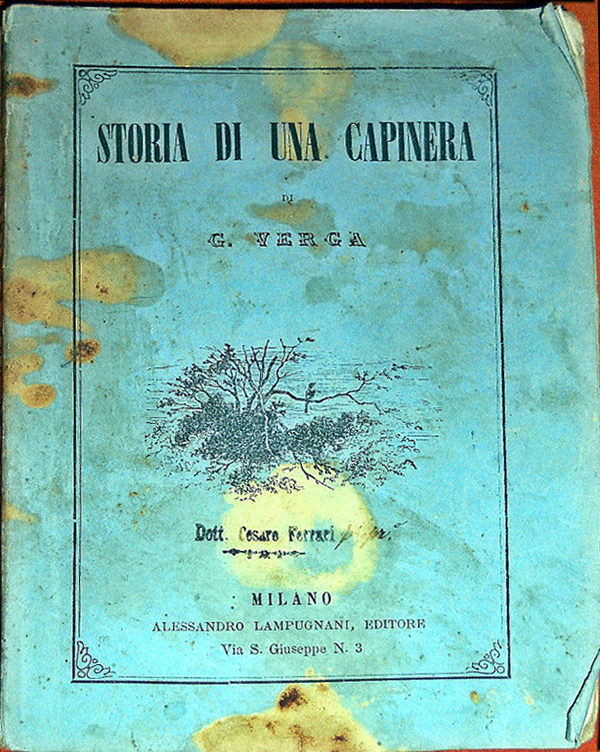 STORIA DI UNA CAPINERA
DI
G. VERGA
Dott. Cesare Ferrari
MILANO
ALESSANDRO LAMPUGNANI, EDITORE
Via S. Giuseppe N. 3